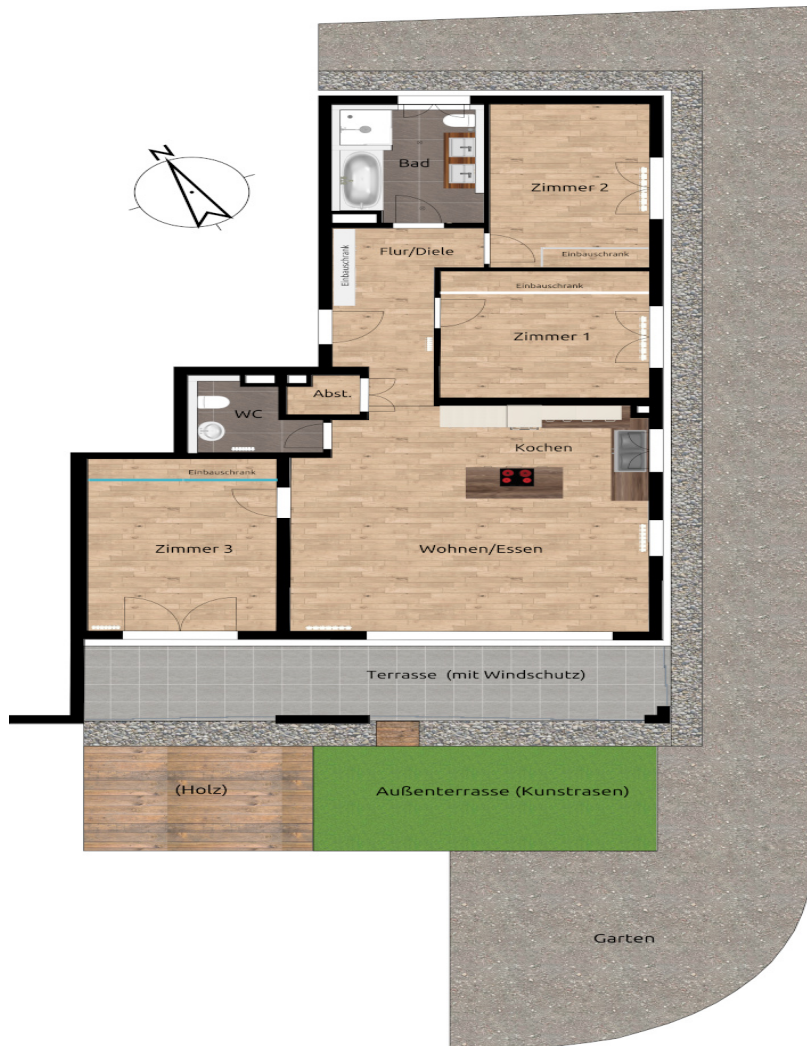 N
Bad
Zimmer 2
Einbauschrank
Flur/Diele
Einbauschrank
Einbauschrank
Zimmer 1
Abst.
WC
Kochen
Einbauschrank
Zimmer 3
Wohnen/Essen
Terrasse (mit Windschutz)
(Holz)
Außenterrasse (Kunstrasen)
Garten